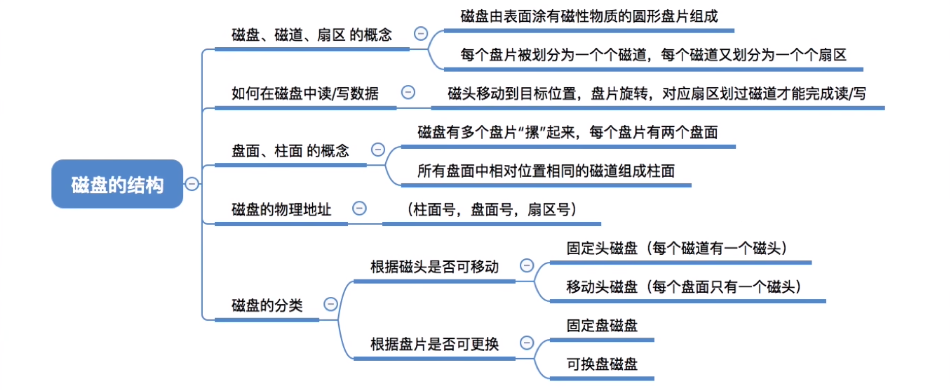 磁盘的结构
磁盘、磁道、扇区 的概念
磁盘由表面涂有磁性物质的圆形盘片组成
每个盘片被划分为一个个磁道，每个磁道又划分为一个个扇区
如何在磁盘中读/写数据
磁头移动到目标位置，盘片旋转，对应扇区划过磁道才能完成读/写
盘面、柱面 的概念
磁盘有多个盘片“摞”起来，每个盘片有两个盘面
所有盘面中相对位置相同的磁道组成柱面
磁盘的物理地址
（柱面号，盘面号，扇区号）
磁盘的分类
根据磁头是否可移动
固定头磁盘（每个磁道有一个磁头）
移动头磁盘（每个盘面只有一个磁头）
根据盘片是否可更换
固定盘磁盘
可换盘磁盘